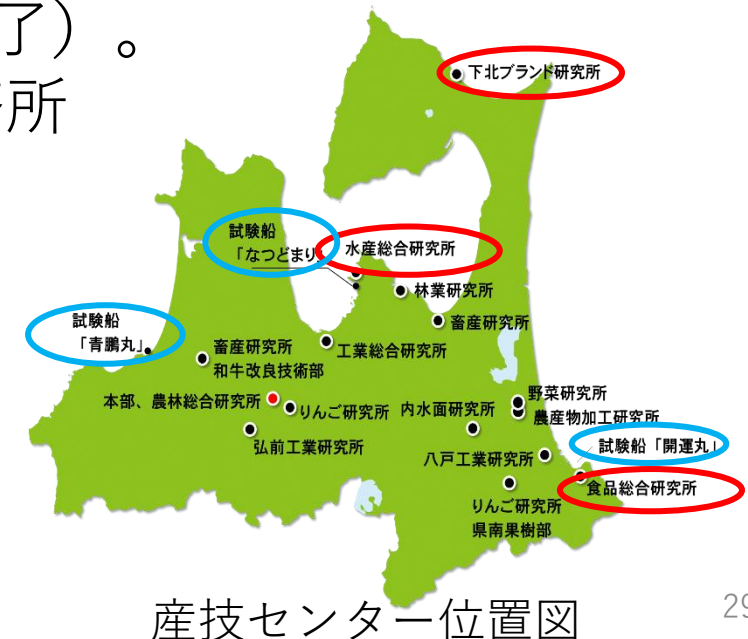 了）。
所
下北ブランド研究所
試験船
「なつどまり」
水産総合研究所
林業研究所
試験船
「青鵬丸」
畜産研究所
畜産研究所
和牛改良技術部
工業総合研究所
本部、農林総合研究所
りんご研究所
内水面研究所
野菜研究所
農産物加工研究所
弘前工業研究所
試験船「開運丸」
八戸工業研究所
食品総合研究所
りんご研究所
県南果樹部
産技センター位置図
29